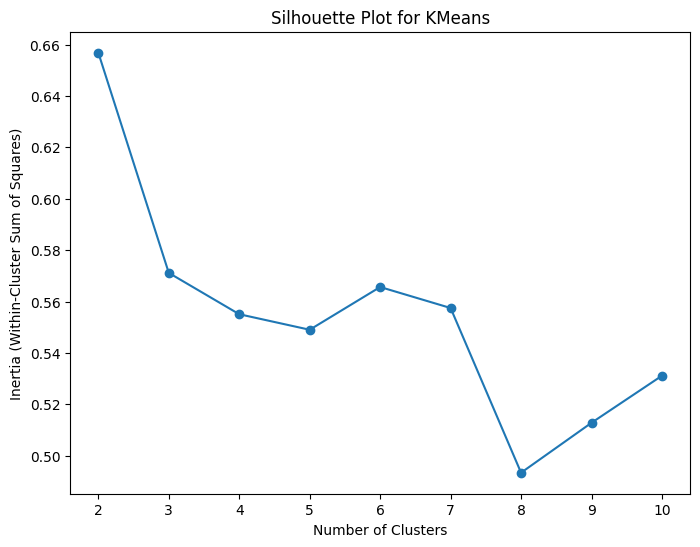 Silhouette Plot for KMeans
Inertia (Within-Cluster Sum of Squares)
0.66
0.64
0.62
0.60
0.58
0.56
0.54
0.52
0.50
2 3 4 5 6 7 8 9 10
Number of Clusters